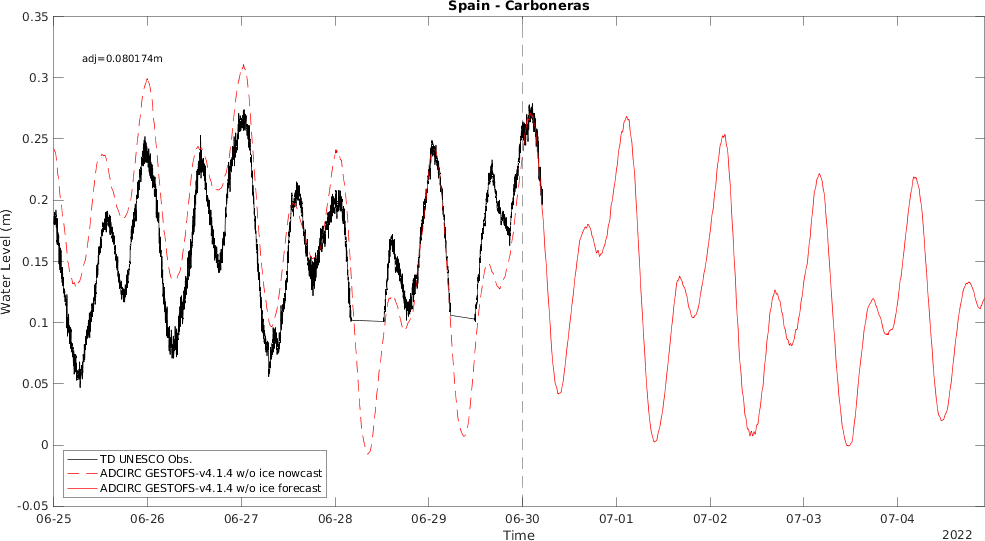 Spain - Carboneras
0.35
0.3
0.25
0.2
0.15
0.1
0.05
0
-0.05
Water Level (m)
adj=0.080174m
TD UNESCO Obs.
ADCIRC GESTOFS-v4.1.4 w/o ice nowcast
ADCIRC GESTOFS-v4.1.4 w/o ice forecast
06-25 06-26 06-27 06-28 06-29 06-30 07-01 07-02 07-03 07-04
Time
2022